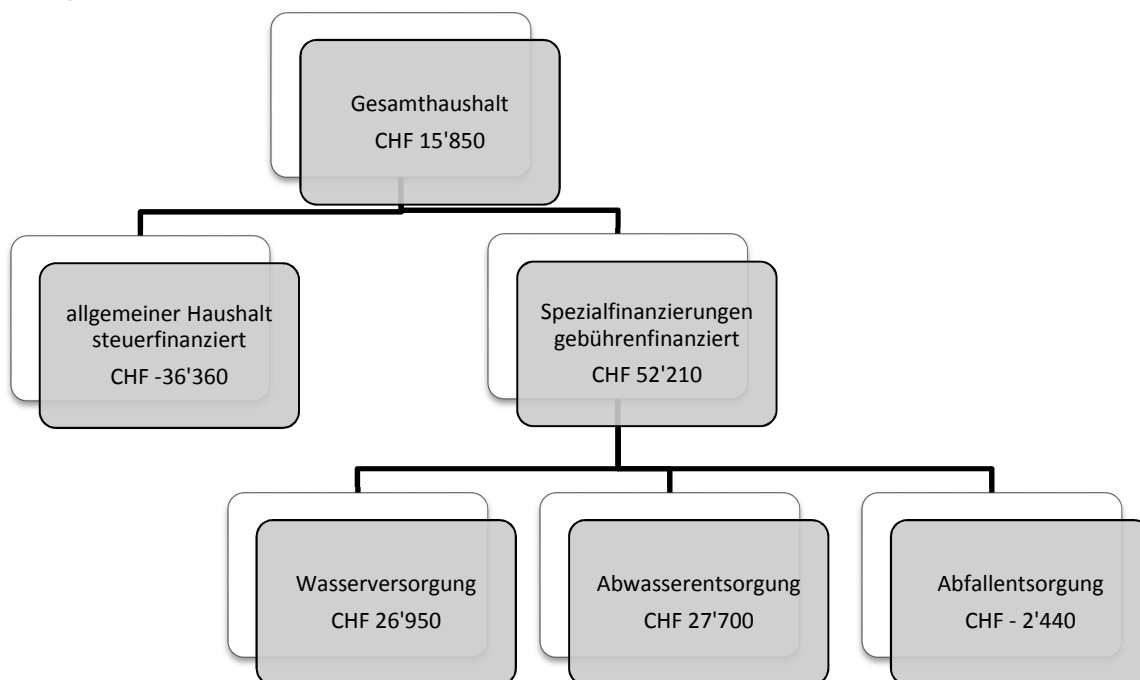 Gesamthaushalt
CHF 15'850
allgemeiner Haushalt
steuerfinanziert
CHF -36'360
Spezialfinanzierungen
gebührenfinanziert
CHF 52'210
Wasserversorgung
CHF 26'950
Abwasserentsorgung
CHF 27'700
Abfallentsorgung
CHF - 2'440